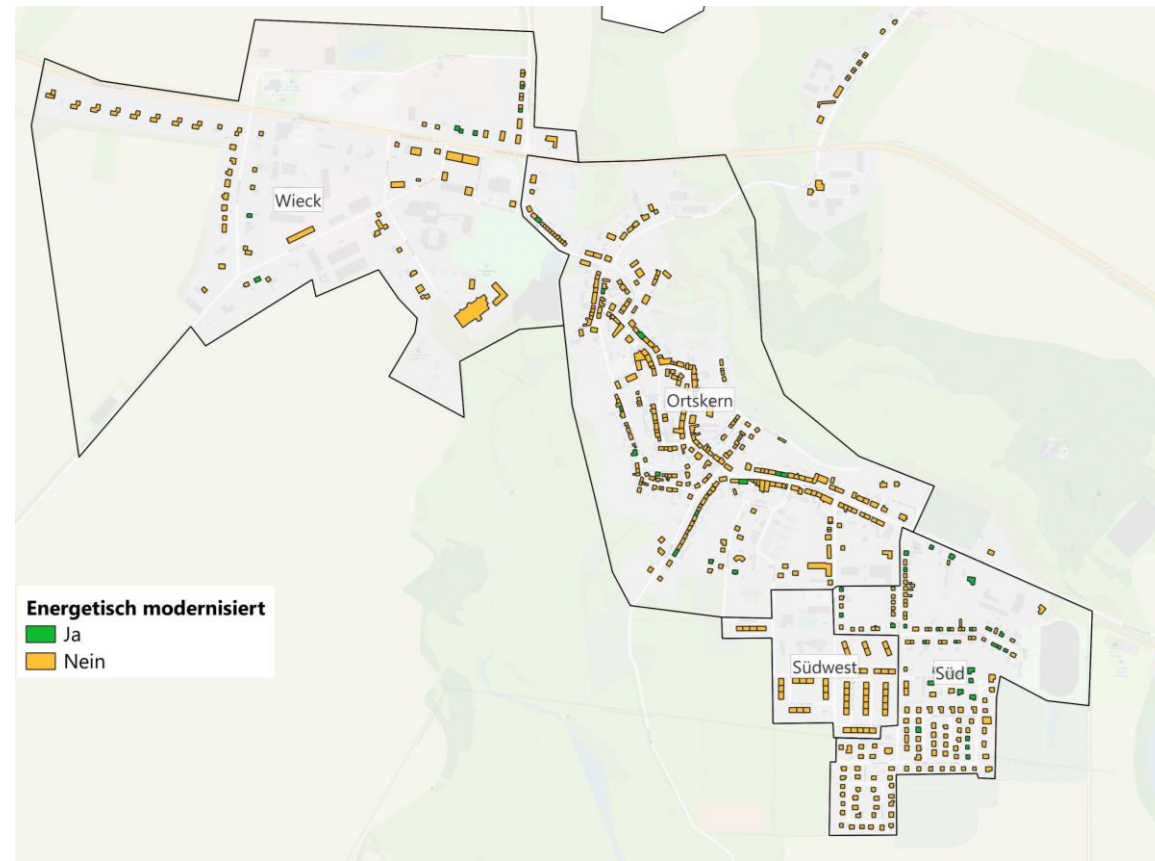 Wieck
Ortskern
Energetisch modernisiert
Ja
Nein
Südwest
Süd